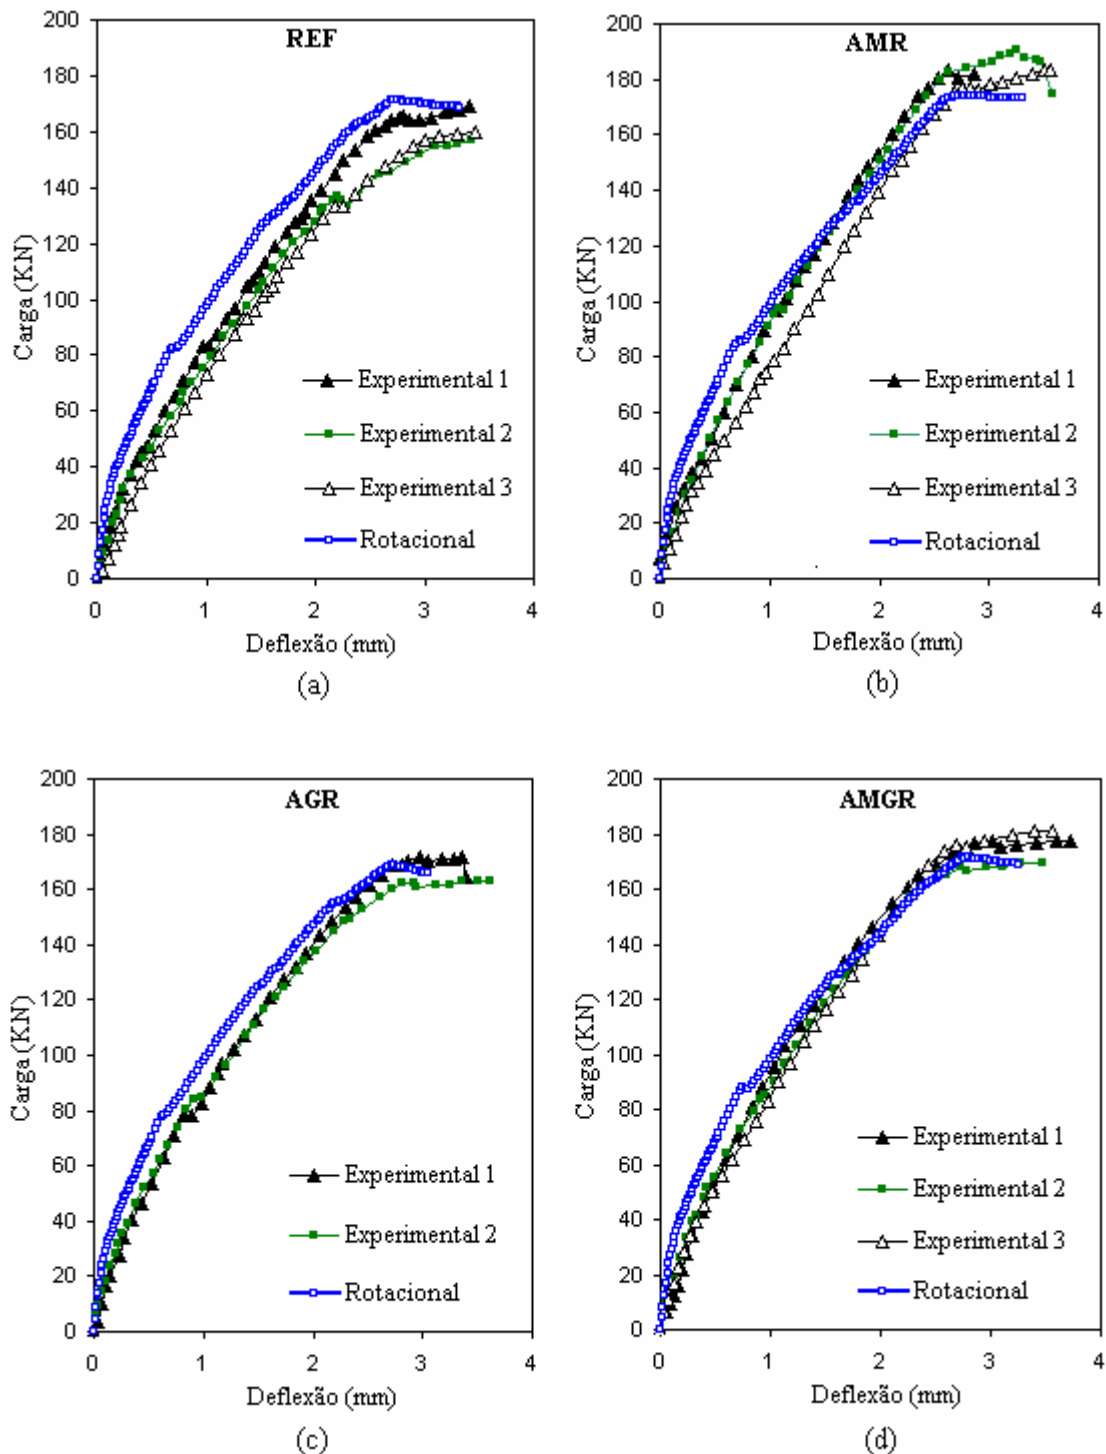 REF
Carga (KN)
200
180
160
140
120
100
80
60
40
20
0
Experimental 1
Experimental 2
Experimental 3
Rotacional
0 1 2 3 4
Deflexão (mm)
(a)
AMR
Carga (KN)
200
180
160
140
120
100
80
60
40
20
0
Experimental 1
Experimental 2
Experimental 3
Rotacional
0 1 2 3 4
Deflexão (mm)
(b)
AGR
Carga (KN)
200
180
160
140
120
100
80
60
40
20
0
Experimental 1
Experimental 2
Rotacional
0 1 2 3 4
Deflexão (mm)
(c)
AMGR
Carga (KN)
200
180
160
140
120
100
80
60
40
20
0
Experimental 1
Experimental 2
Experimental 3
Rotacional
0 1 2 3 4
Deflexão (mm)
(d)